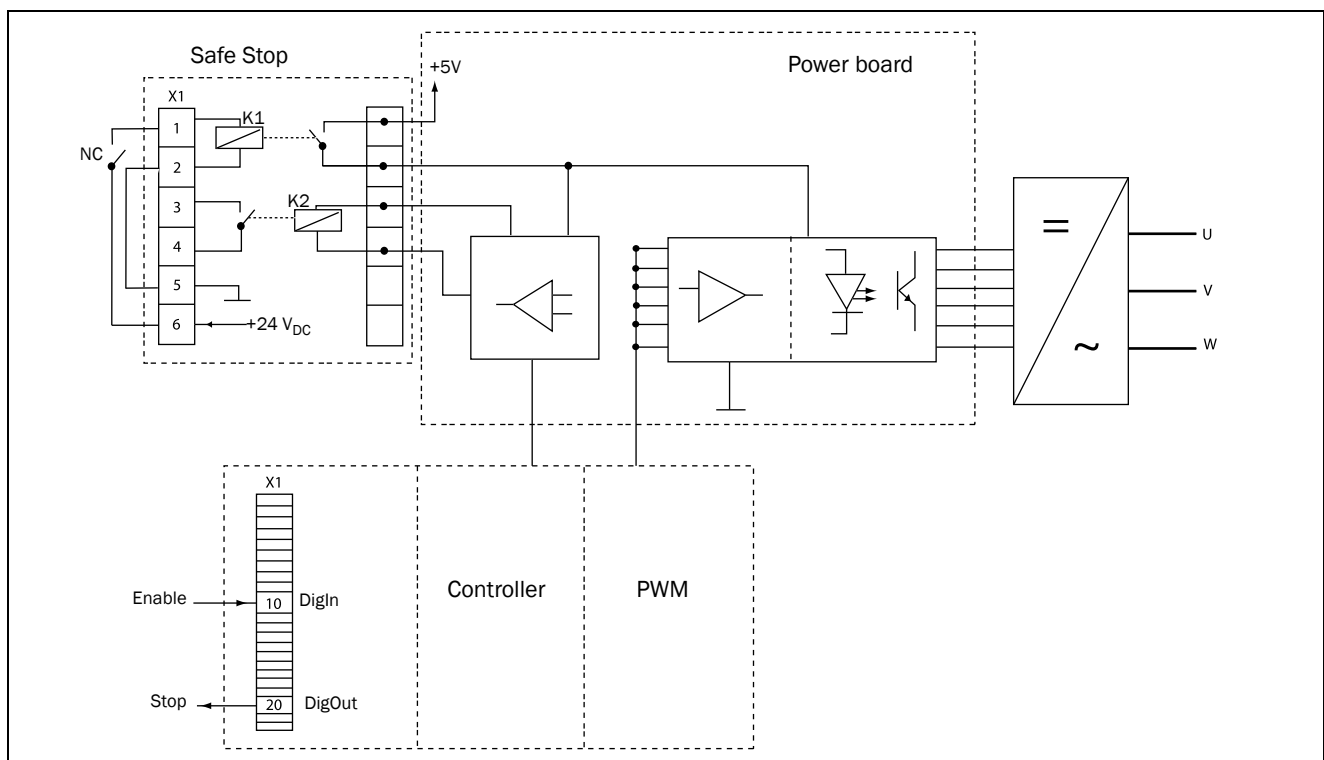 Safe Stop
Power board
+5V
X1
K1
1
NC
2
K2
3
4
5
6
+24 VDC
=
~
U
V
W
X1
Controller
PWM
Enable
10
DigIn
Stop
20
DigOut